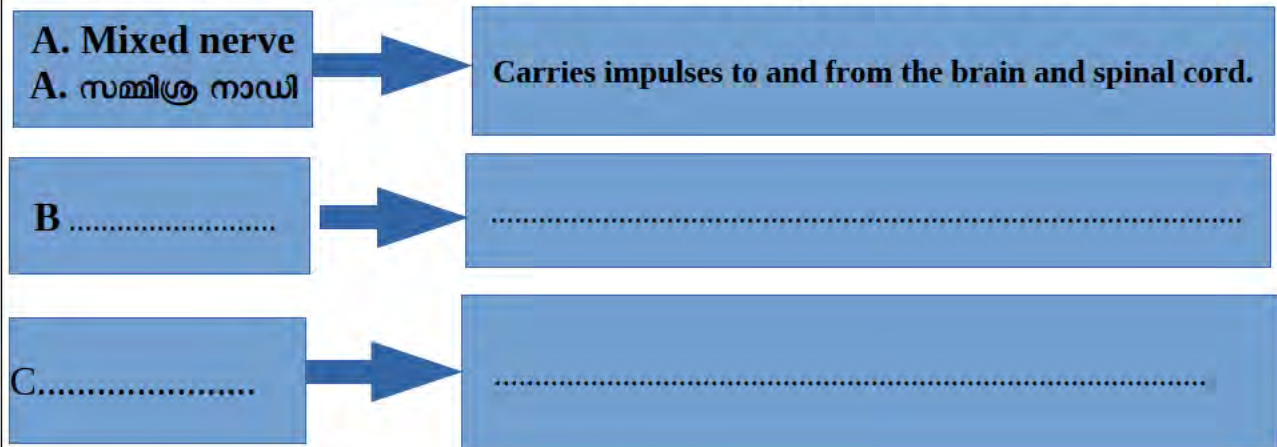 A. Mixed nerve
A. സമ്മിശ്ര നാഡി
Carries impulses to and from the brain and spinal cord.
B ..........................
................................................................................................
C......................
...........................................................................................